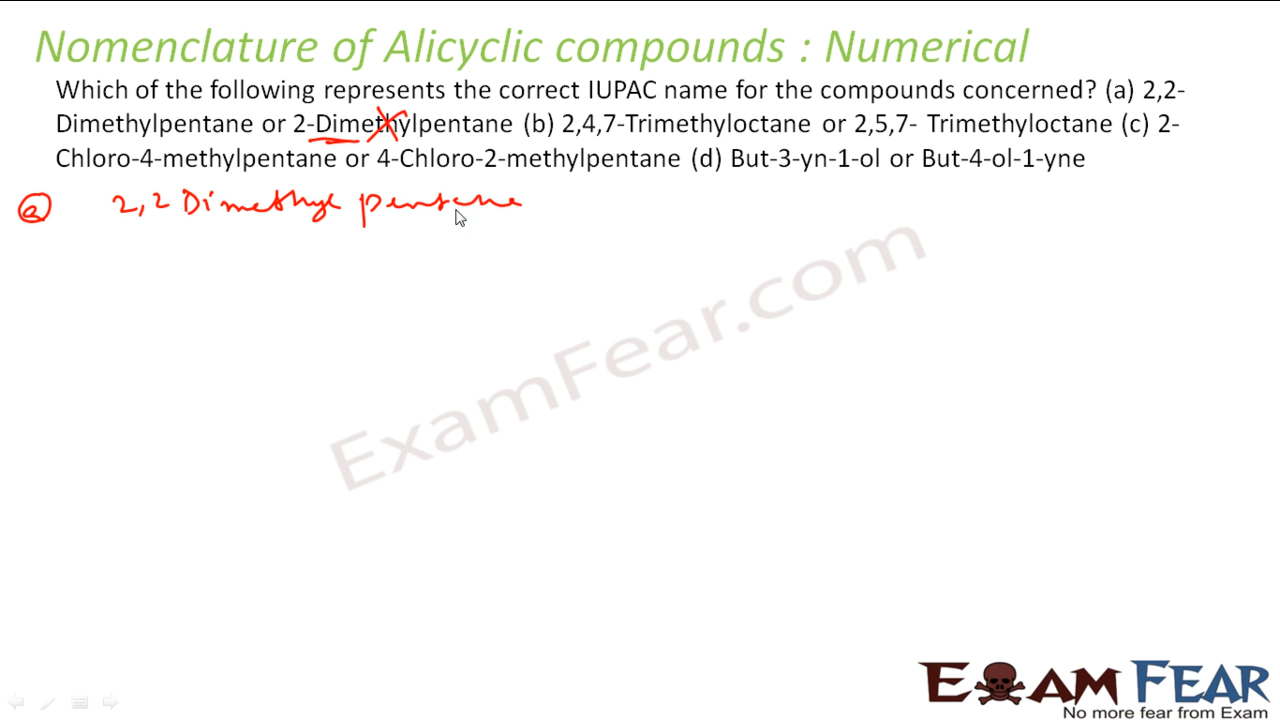 Nomenclature of Alicyclic compounds : Numerical
Which of the following represents the correct IUPAC name for the compounds concerned? (a) 2,2-
Dimethylpentane or 2-Dimethylpentane (b) 2,4,7-Trimethyloctane or 2,5,7- Trimethyloctane (c) 2-
Chloro-4-methylpentane or 4-Chloro-2-methylpentane (d) But-3-yn-1-ol or But-4-ol-1-yne
a 2,2 Dimethyl pentane
ExamFear.com
EXAM FEAR
No more fear from Exam